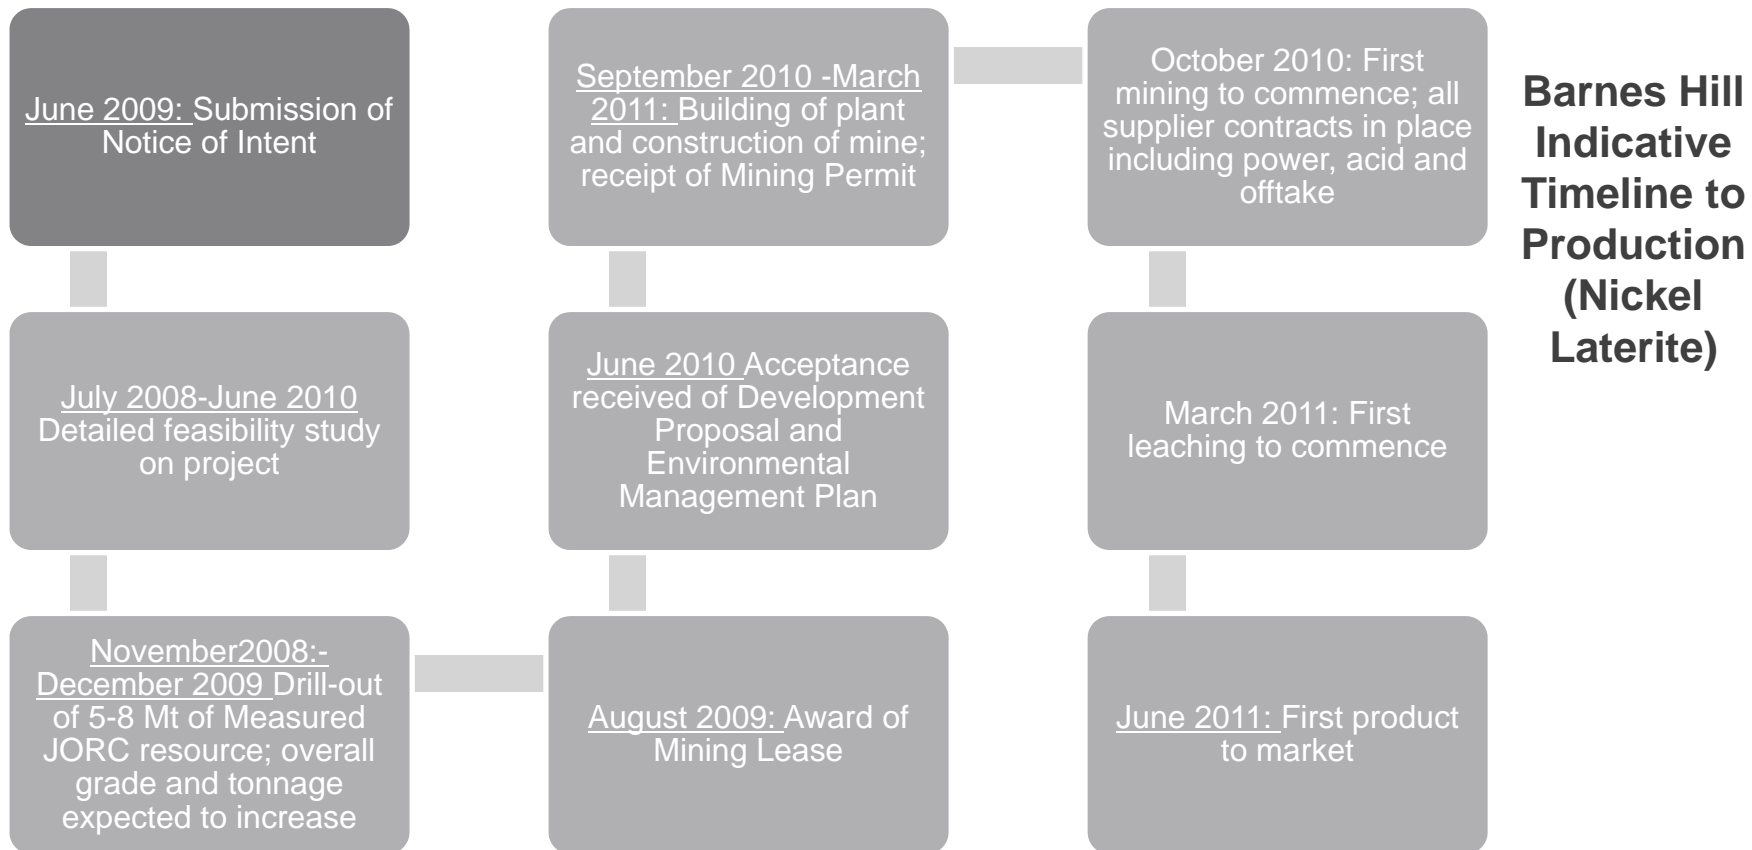 June 2009: Submission of
Notice of Intent
July 2008-June 2010
Detailed feasibility study
on project
November2008:-
December 2009 Drill-out
of 5-8 Mt of Measured
JORC resource; overall
grade and tonnage
expected to increase
August 2009: Award of
Mining Lease
June 2010 Acceptance
received of Development
Proposal and
Environmental
Management Plan
September 2010 -March
2011: Building of plant
and construction of mine;
receipt of Mining Permit
October 2010: First
mining to commence; all
supplier contracts in place
including power, acid and
offtake
March 2011: First
leaching to commence
June 2011: First product
to market
Barnes Hill
Indicative
Timeline to
Production
(Nickel
Laterite)